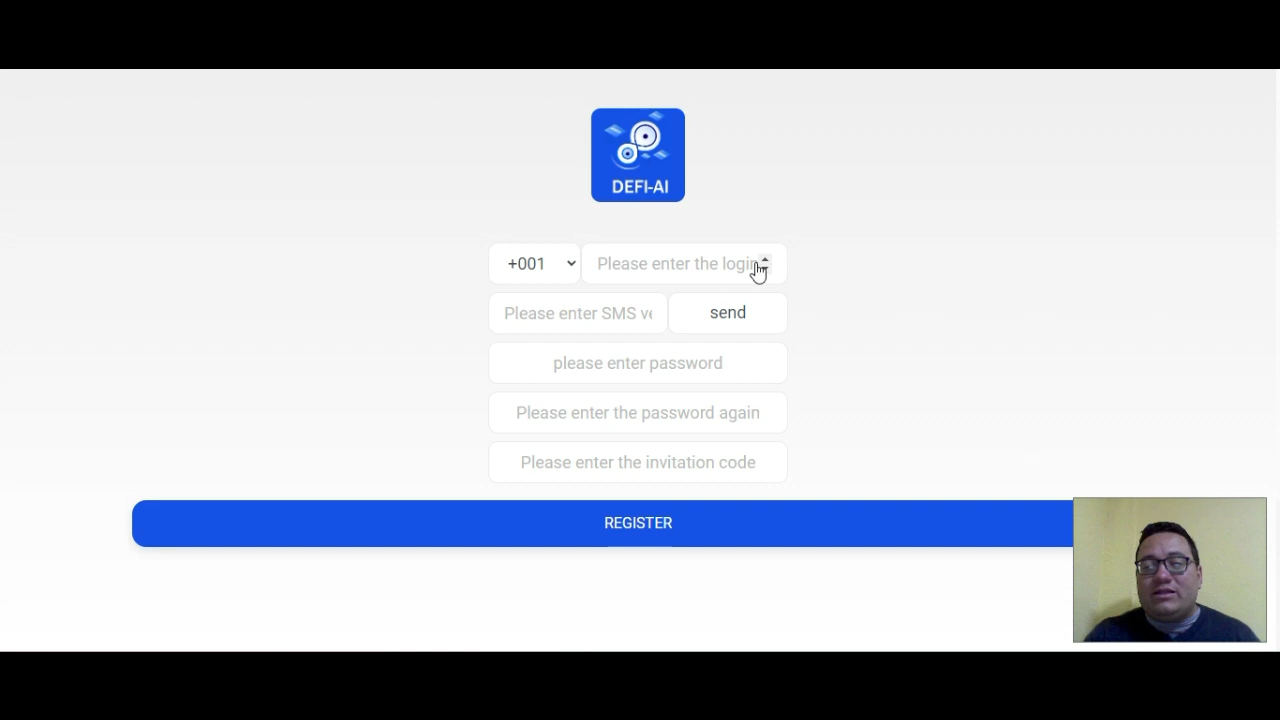 DEFI-AI
+001 Please enter the login
Please enter SMS ve send
please enter password
Please enter the password again
Please enter the invitation code
REGISTER